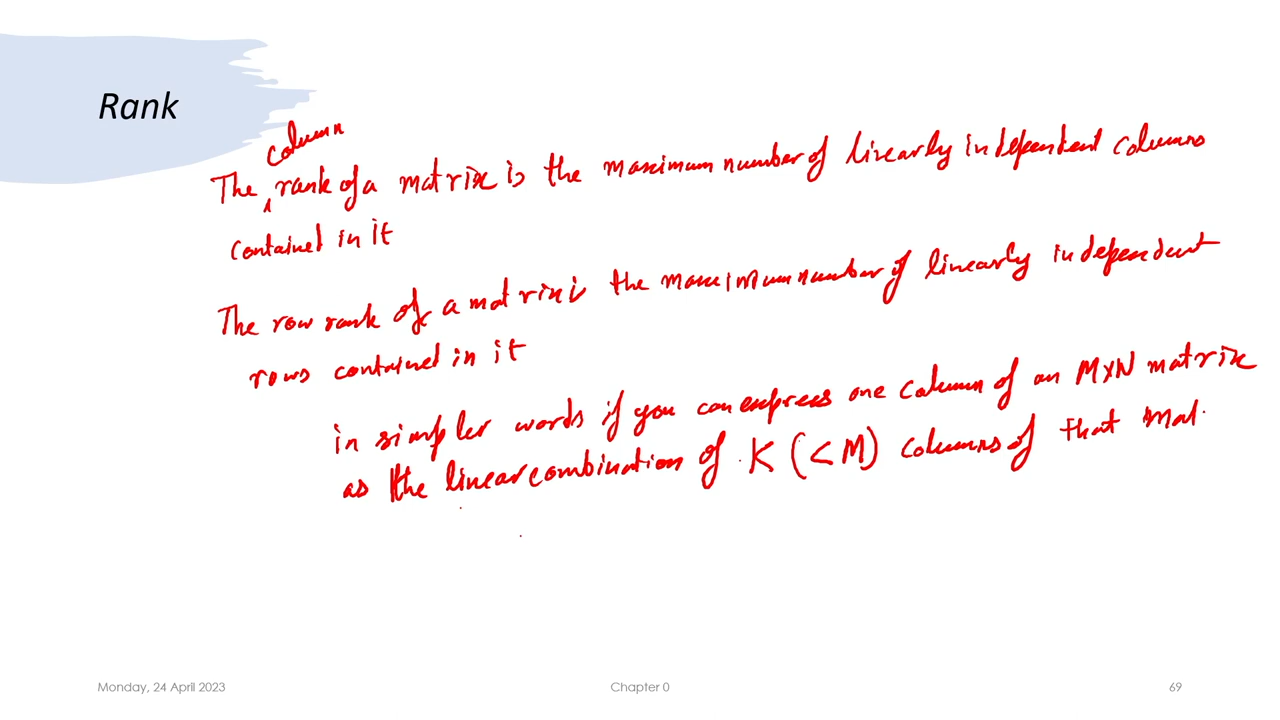 Rank
column
The ‸ rank of a matrix is the maximum number of linearly independent columns
contained in it
The row rank of a matrix is the maximum number of linearly independent
rows contained in it
in simpler words if you can express one column of an MXN matrix
as the linear combination of K (<M) columns of that mat
Monday, 24 April 2023
Chapter 0
69